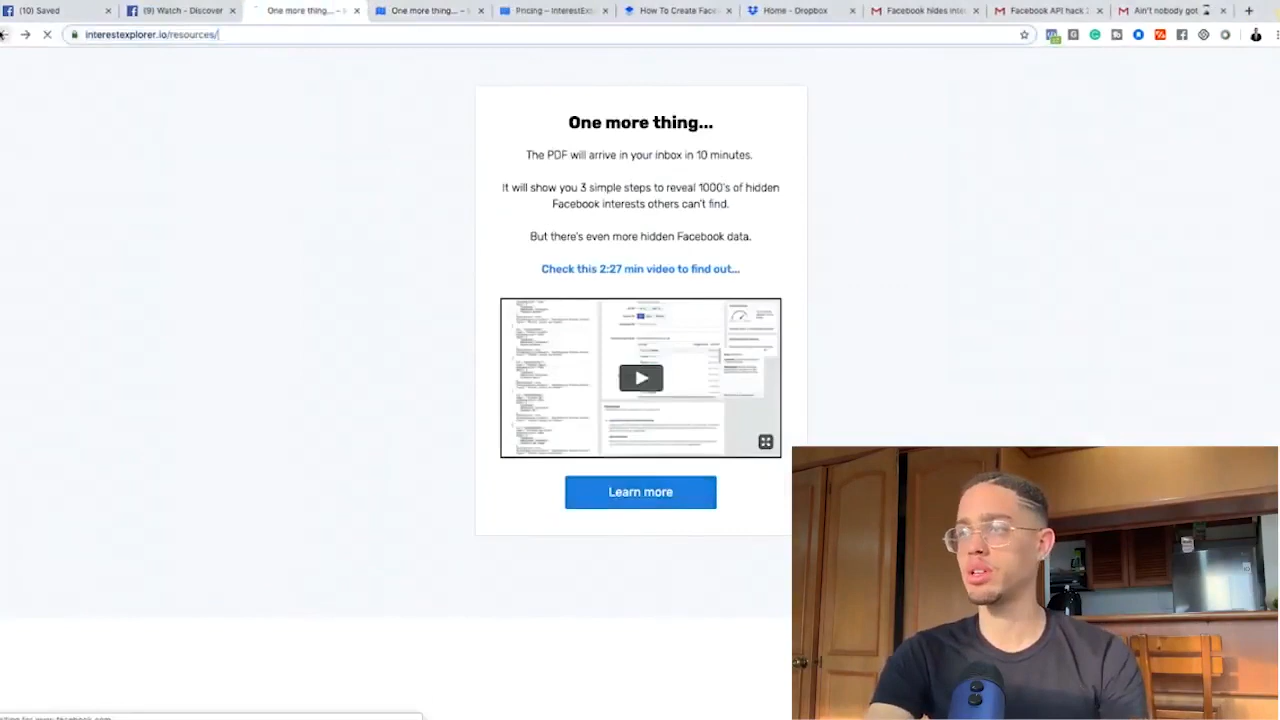 (10) Saved
(9) Watch - Discover
One more thing...
One more thing...
Pricing – InterestEx
How To Create Face
Home - Dropbox
Facebook hides inte
Facebook API hack
Ain't nobody got
interestexplorer.io/resources/
One more thing...
The PDF will arrive in your inbox in 10 minutes.
It will show you 3 simple steps to reveal 1000's of hidden
Facebook interests others can't find.
But there's even more hidden Facebook data.
Check this 2:27 min video to find out...
Learn more